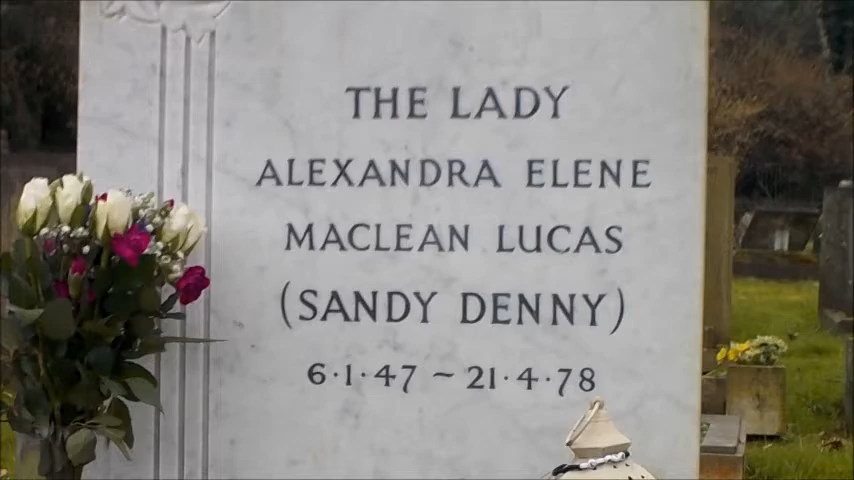 THE LADY
ALEXANDRA ELENE
MACLEAN LUCAS
(SANDY DENNY)
6·1·47 ~ 21·4·78